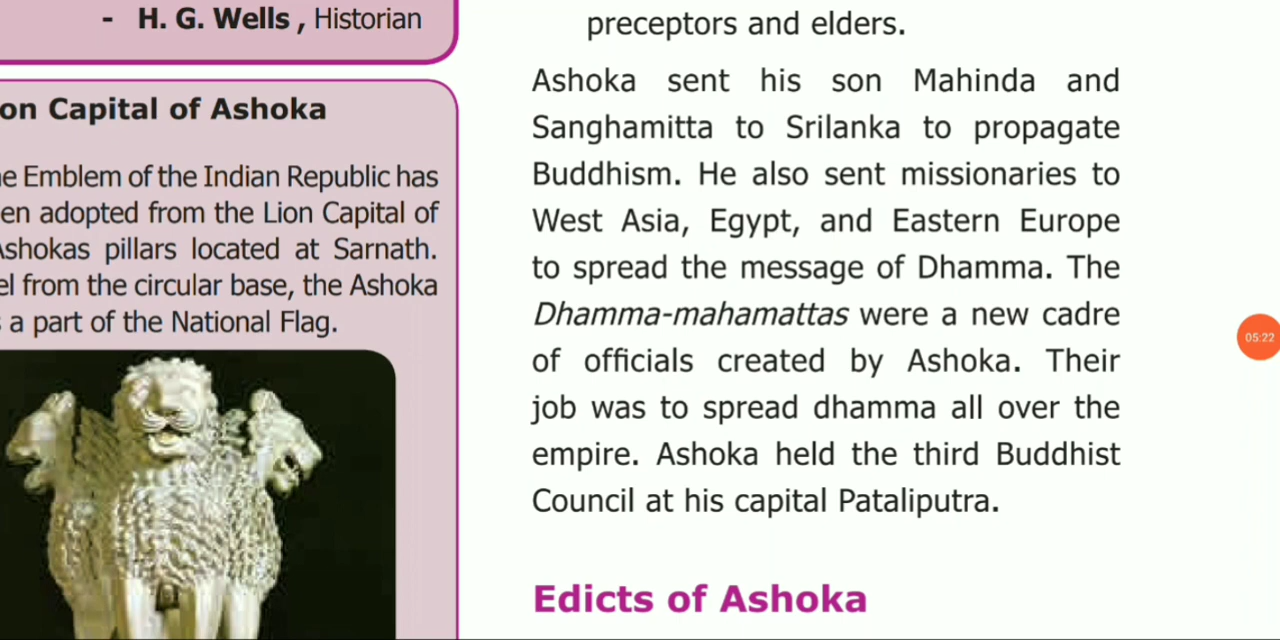 - H. G. Wells , Historian
on Capital of Ashoka
Emblem of the Indian Republic has
adopted from the Lion Capital of
Ashokas pillars located at Sarnath.
from the circular base, the Ashoka
a part of the National Flag.
preceptors and elders.
Ashoka sent his son Mahinda and
Sanghamitta to Srilanka to propagate
Buddhism. He also sent missionaries to
West Asia, Egypt, and Eastern Europe
to spread the message of Dhamma. The
Dhamma-mahamattas were a new cadre
of officials created by Ashoka. Their
job was to spread dhamma all over the
empire. Ashoka held the third Buddhist
Council at his capital Pataliputra.
Edicts of Ashoka
05:22